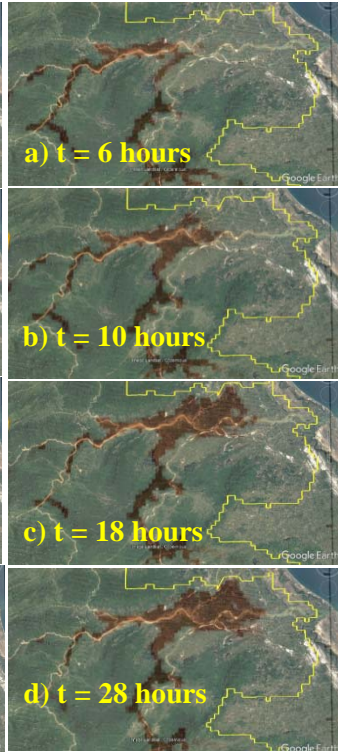 a) t = 6 hours
Google Earth
b) t = 10 hours
Google Earth
c) t = 18 hours
Google Earth
d) t = 28 hours
Google Earth